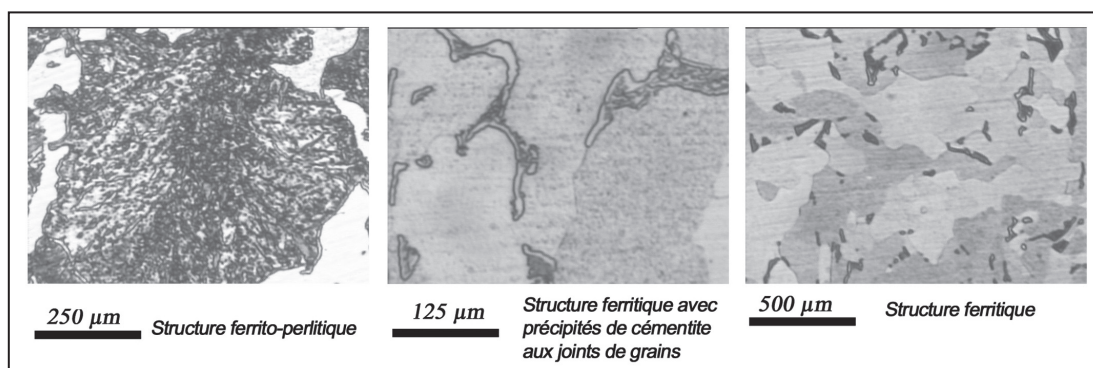 250 µm
Structure ferrito-perlitique
125 µm
Structure ferritique avec
précipités de cémentite
aux joints de grains
500 µm
Structure ferritique